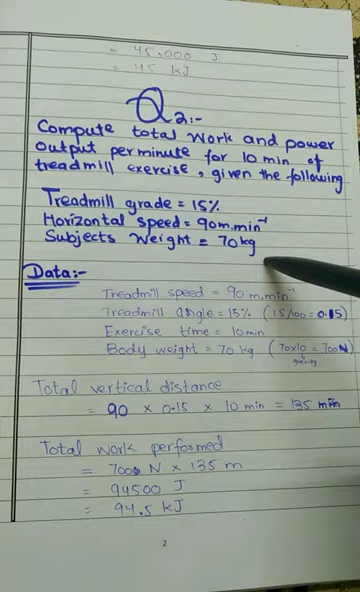 = 45,000 J
= 45 kJ
Q2:-
Compute total work and power
output per minute for 10 min of
treadmill exercise, given the following
Treadmill grade = 15%
Horizontal speed = 90m.min⁻¹
Subjects Weight = 70kg
Data:-
Treadmill speed = 90 m.min⁻¹
Treadmill angle = 15% (15/100 = 0.15)
Exercise time = 10min
Body weight = 70 kg (70x10 = 700N)
gravity
Total vertical distance
= 90 x 0.15 x 10 min = 135 m
Total work performed
= 700 N x 135 m
= 94500 J
= 94.5 kJ
2